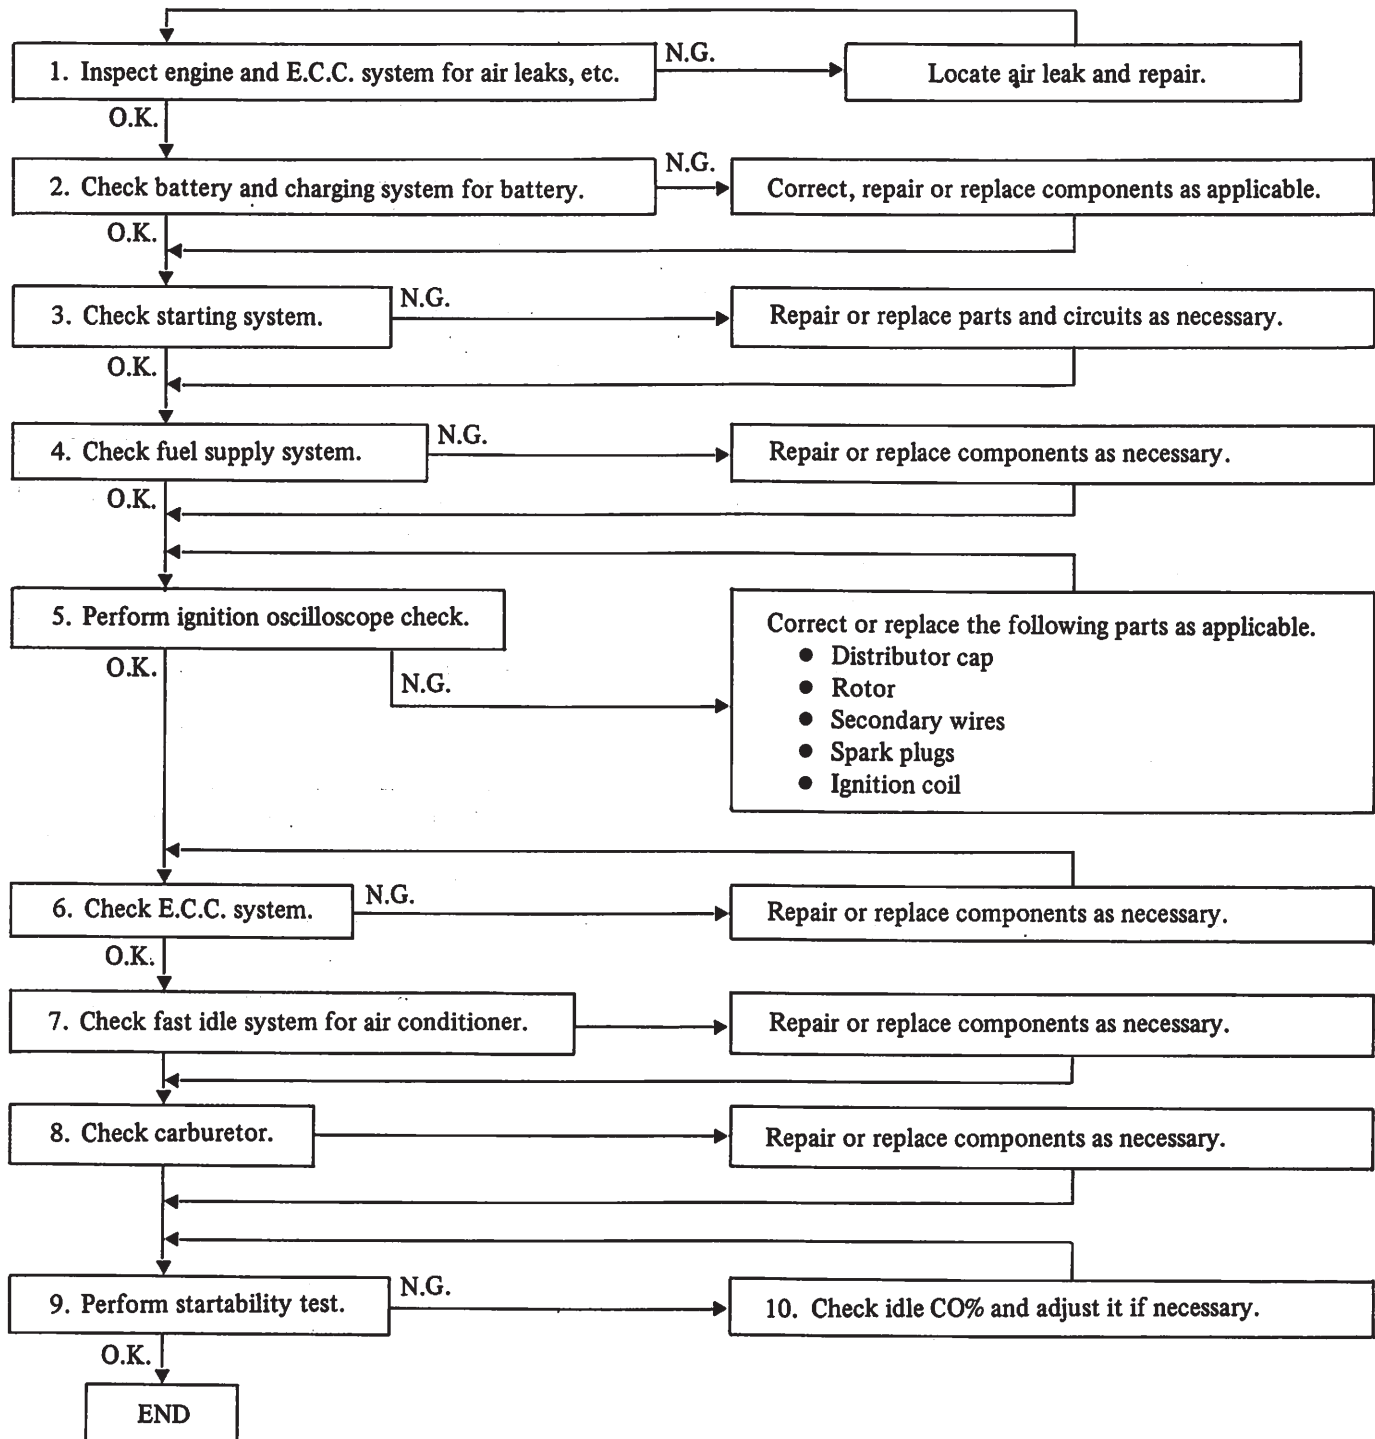 1. Inspect engine and E.C.C. system for air leaks, etc.
N.G.
Locate air leak and repair.
O.K.
2. Check battery and charging system for battery.
N.G.
Correct, repair or replace components as applicable.
O.K.
3. Check starting system.
N.G.
Repair or replace parts and circuits as necessary.
O.K.
4. Check fuel supply system.
N.G.
Repair or replace components as necessary.
O.K.
5. Perform ignition oscilloscope check.
O.K.
N.G.
Correct or replace the following parts as applicable.
● Distributor cap
● Rotor
● Secondary wires
● Spark plugs
● Ignition coil
6. Check E.C.C. system.
N.G.
Repair or replace components as necessary.
O.K.
7. Check fast idle system for air conditioner.
Repair or replace components as necessary.
8. Check carburetor.
Repair or replace components as necessary.
9. Perform startability test.
N.G.
10. Check idle CO% and adjust it if necessary.
O.K.
END